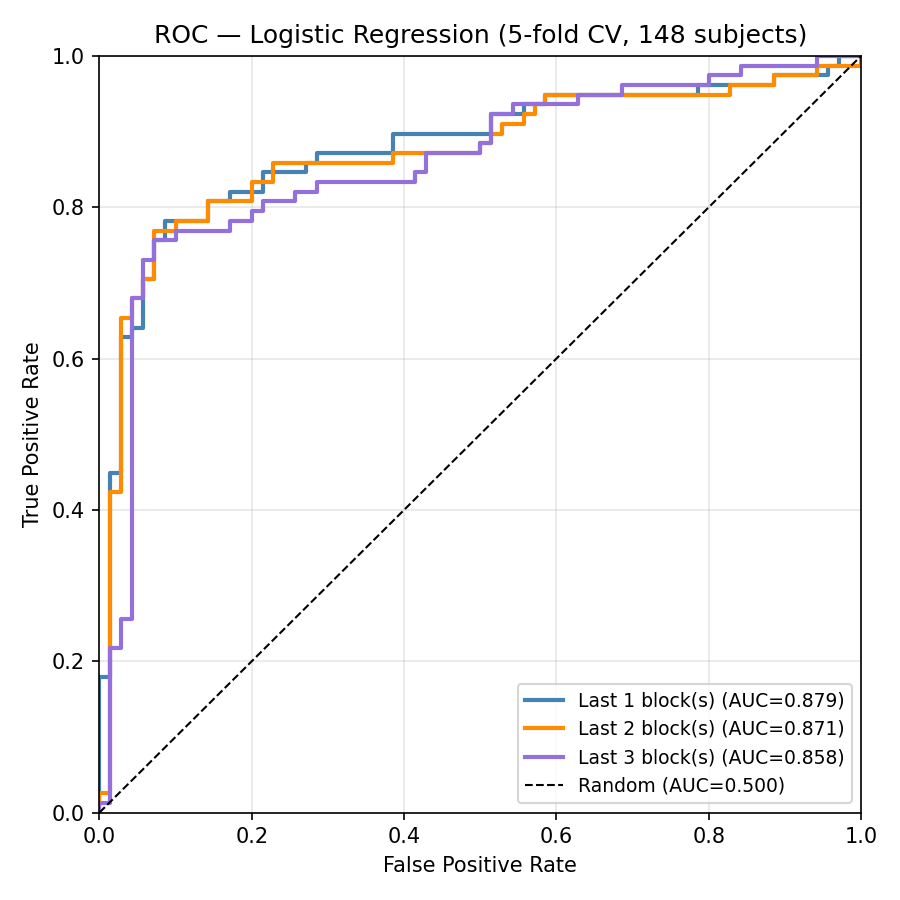 ROC — Logistic Regression (5-fold CV, 148 subjects)
True Positive Rate
1.0
0.8
0.6
0.4
0.2
0.0
Last 1 block(s) (AUC=0.879)
Last 2 block(s) (AUC=0.871)
Last 3 block(s) (AUC=0.858)
Random (AUC=0.500)
0.0 0.2 0.4 0.6 0.8 1.0
False Positive Rate